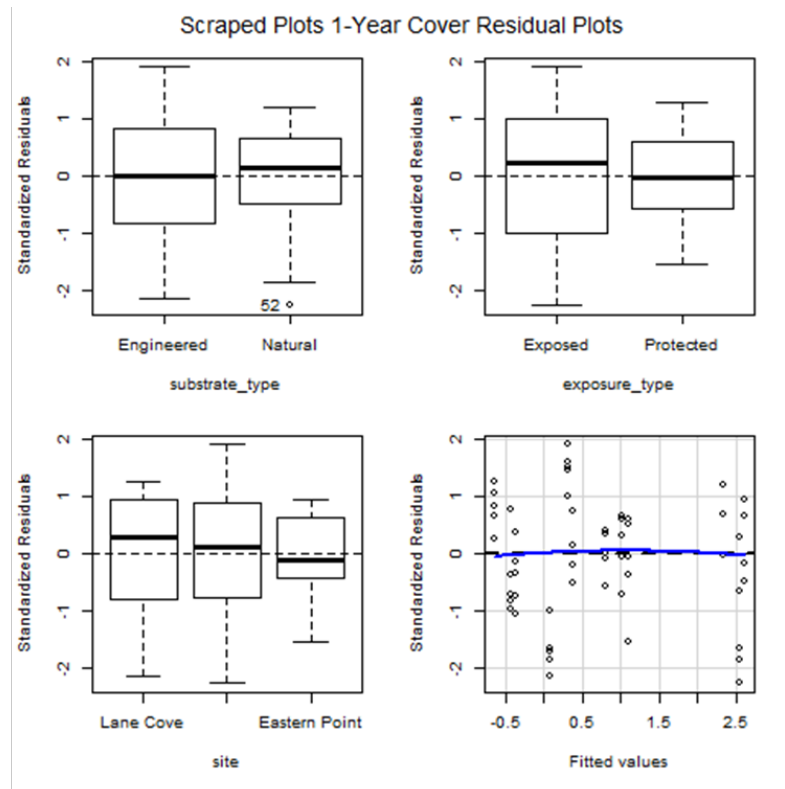 Scraped Plots 1-Year Cover Residual Plots
Standardized Residuals
2
1
0
-1
-2
52
Engineered Natural
substrate_type
Standardized Residuals
2
1
0
-1
-2
Exposed Protected
exposure_type
Standardized Residuals
2
1
0
-1
-2
Lane Cove Eastern Point
site
Standardized Residuals
2
1
0
-1
-2
-0.5 0.5 1.5 2.5
Fitted values